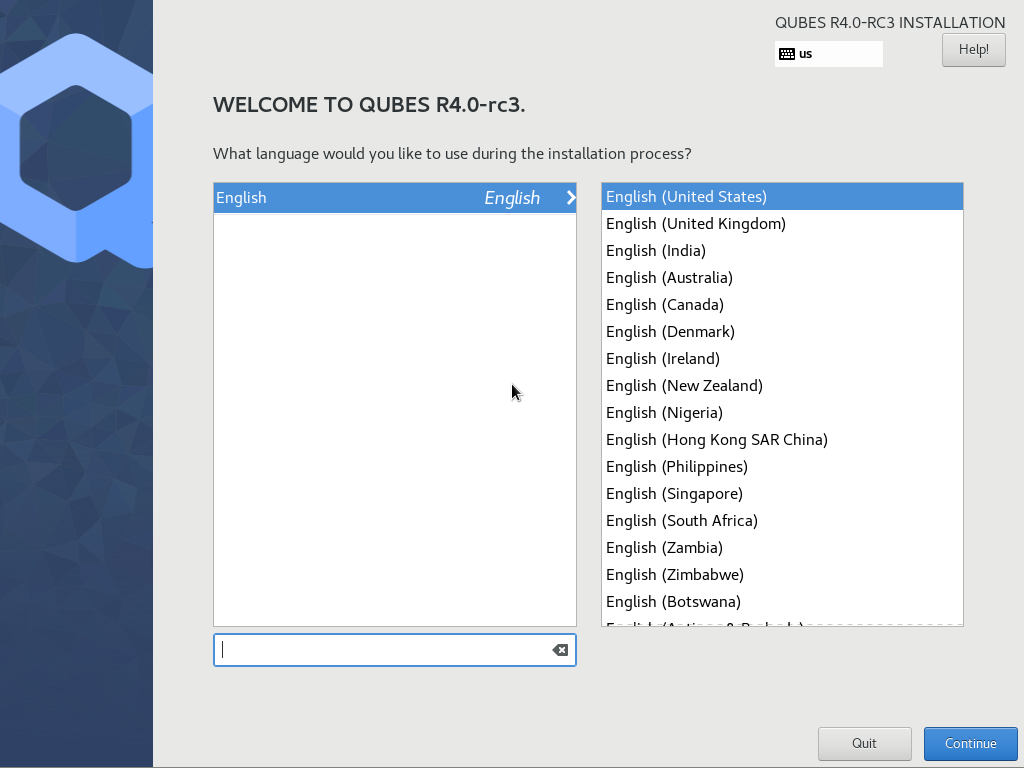 QUBES R4.0-RC3 INSTALLATION
us
Help!
WELCOME TO QUBES R4.0-rc3.
What language would you like to use during the installation process?
English English
English (United States)
English (United Kingdom)
English (India)
English (Australia)
English (Canada)
English (Denmark)
English (Ireland)
English (New Zealand)
English (Nigeria)
English (Hong Kong SAR China)
English (Philippines)
English (Singapore)
English (South Africa)
English (Zambia)
English (Zimbabwe)
English (Botswana)
Quit
Continue